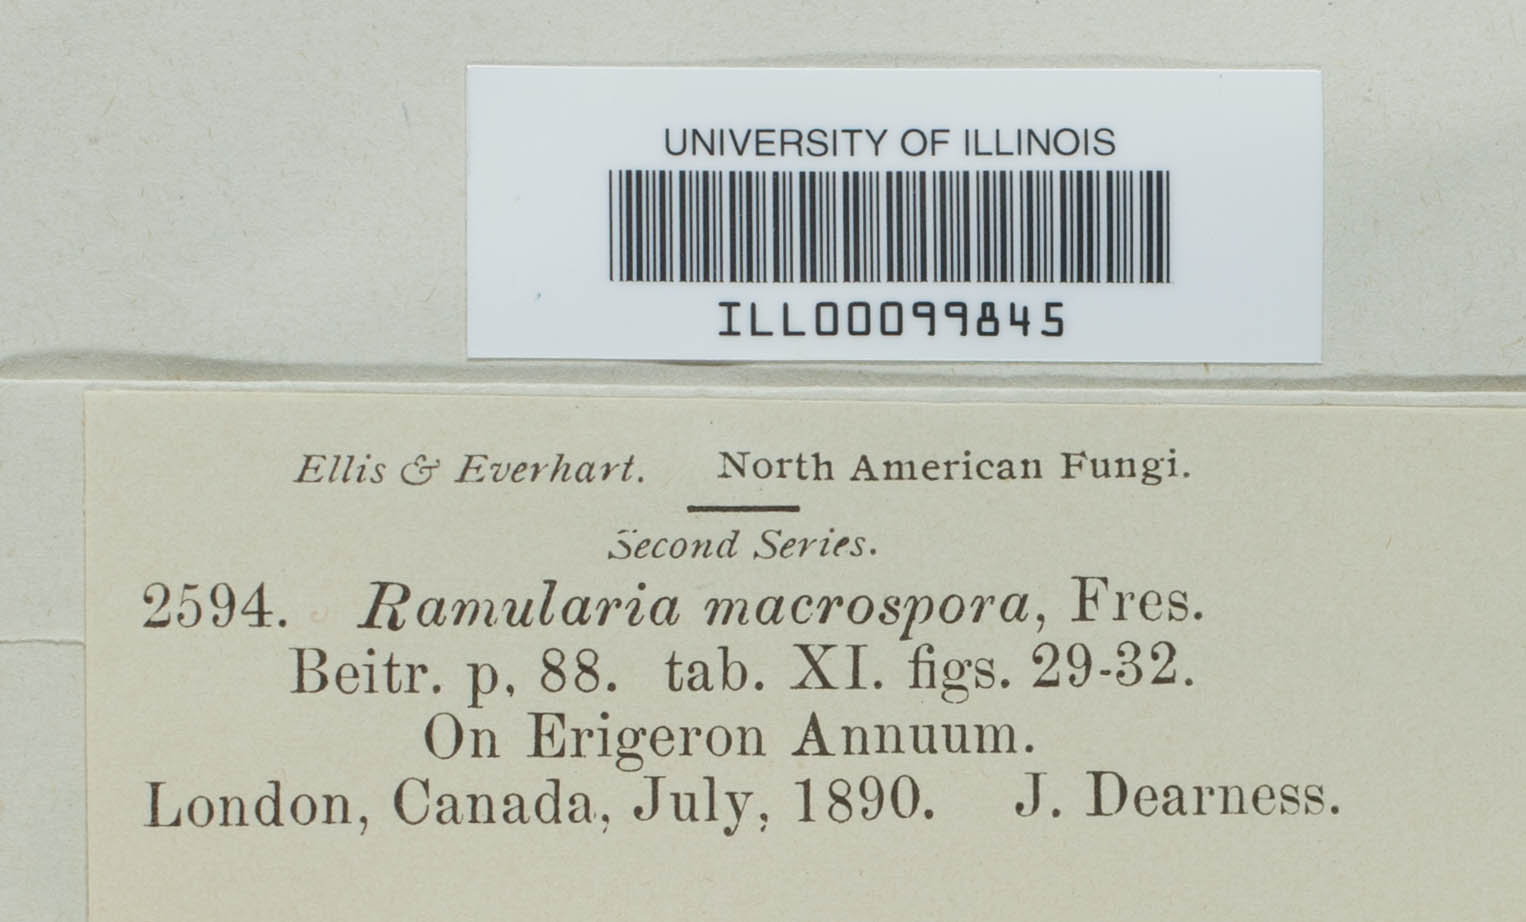 UNIVERSITY OF ILLINOIS
ILL00099845
Ellis & Everhart. North American Fungi.
Second Series.
2594. Ramularia macrospora, Fres.
Beitr. p, 88. tab. XI. figs. 29-32.
On Erigeron Annuum.
London, Canada, July, 1890. J. Dearness.